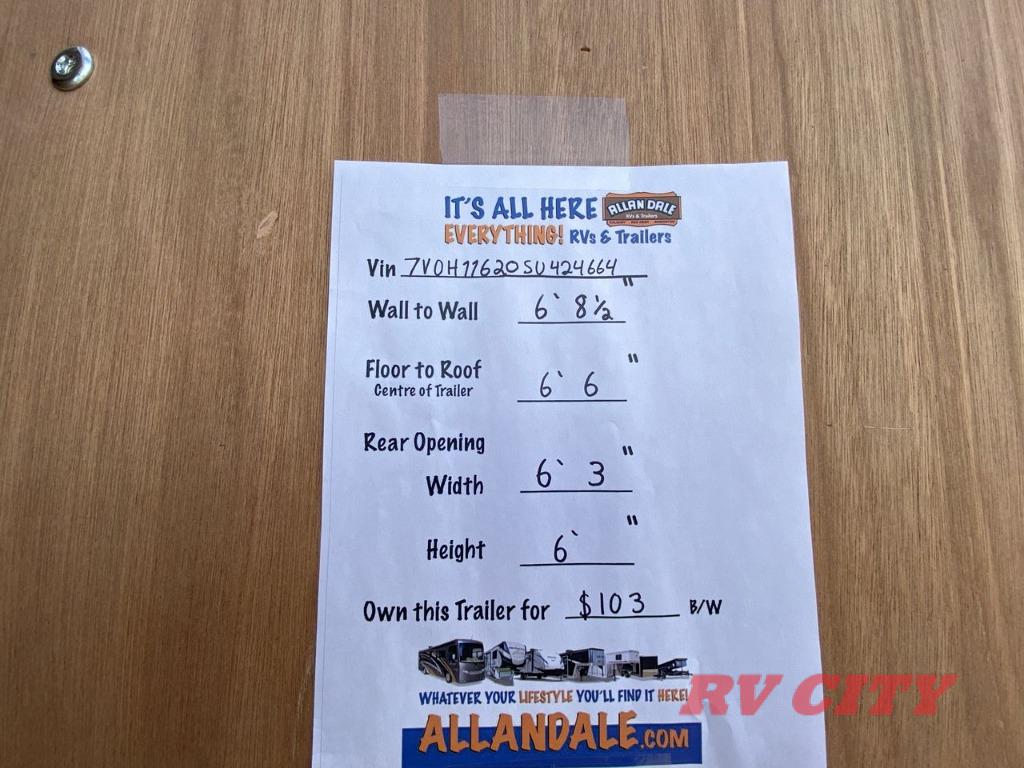 IT'S ALL HERE ALLAN DALE
RVs & Trailers
EVERYTHING! RVs & Trailers
Vin 7V0H11620SU424664
Wall to Wall 6` 8½"
Floor to Roof 6` 6"
Centre of Trailer
Rear Opening
Width 6` 3"
Height 6` "
Own this Trailer for $103 B/W
WHATEVER YOUR LIFESTYLE YOU'LL FIND IT HERE!
RV CITY
ALLANDALE.COM